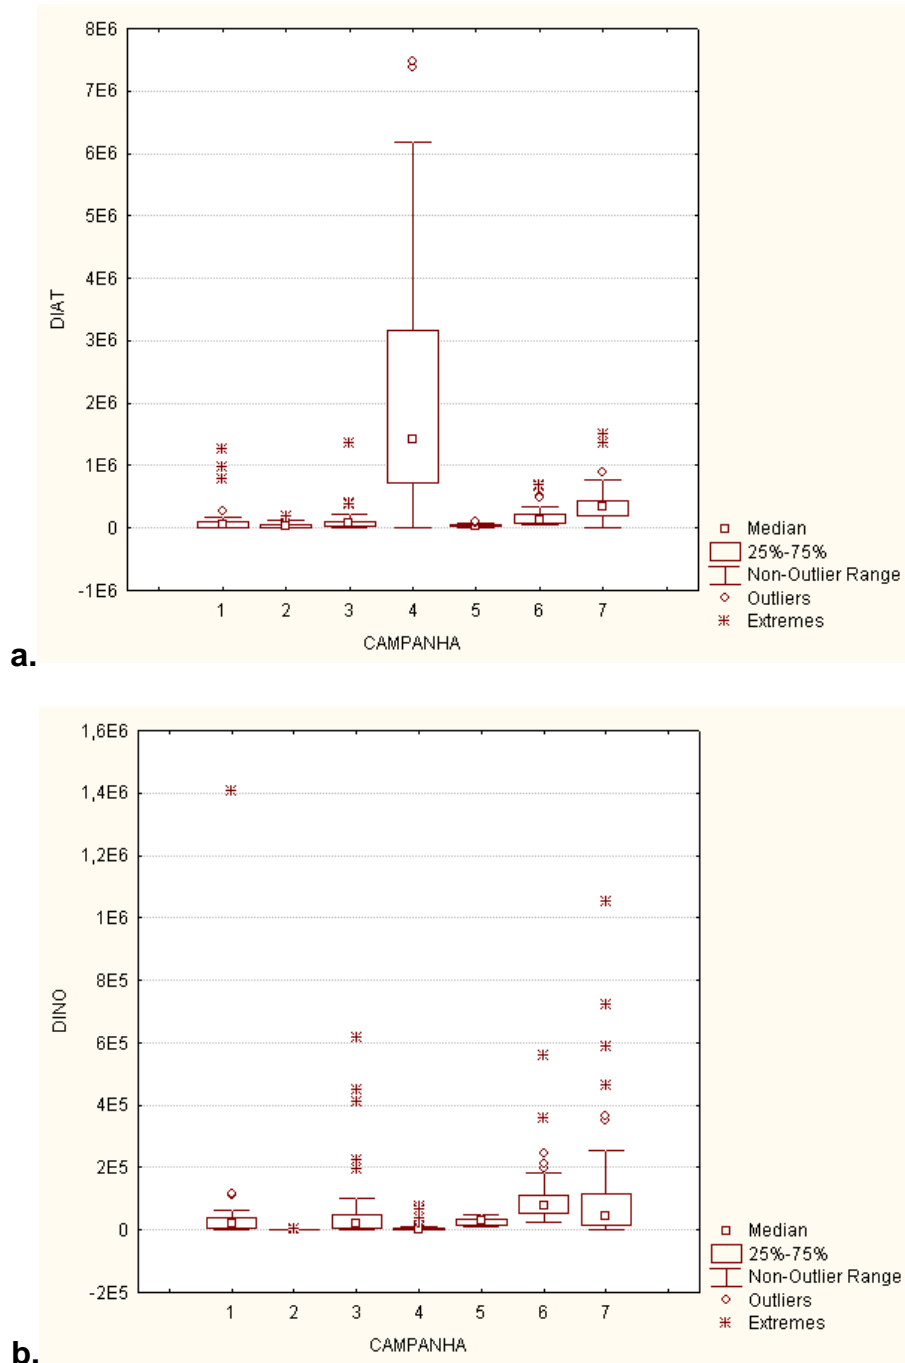 8E6
7E6
6E6
5E6
4E6
3E6
2E6
1E6
0
-1E6
DIAT
1 2 3 4 5 6 7
CAMPANHA
Median
25%-75%
Non-Outlier Range
Outliers
Extremes
a.
1,6E6
1,4E6
1,2E6
1E6
8E5
6E5
4E5
2E5
0
-2E5
DINO
1 2 3 4 5 6 7
CAMPANHA
Median
25%-75%
Non-Outlier Range
Outliers
Extremes
b.